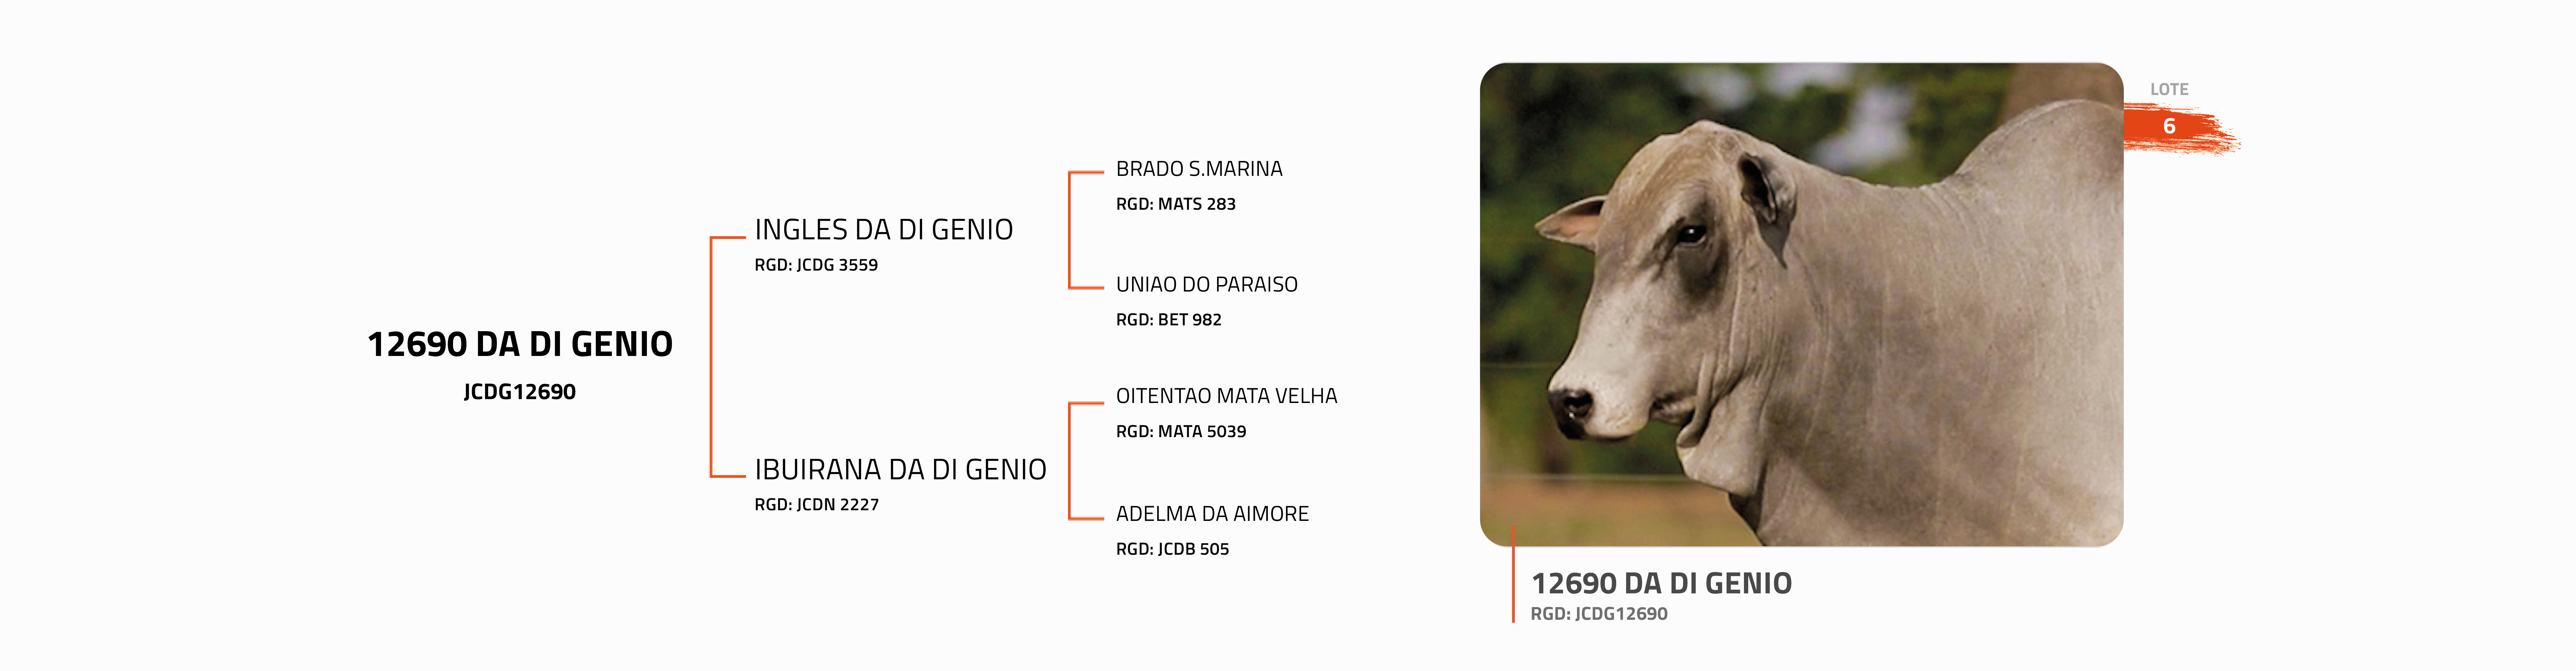 12690 DA DI GENIO
JCDG12690
INGLES DA DI GENIO
RGD: JCDG 3559
IBUIRANA DA DI GENIO
RGD: JCDN 2227
BRADO S.MARINA
RGD: MATS 283
UNIAO DO PARAISO
RGD: BET 982
OITENTAO MATA VELHA
RGD: MATA 5039
ADELMA DA AIMORE
RGD: JCDB 505
LOTE
6
12690 DA DI GENIO
RGD: JCDG12690